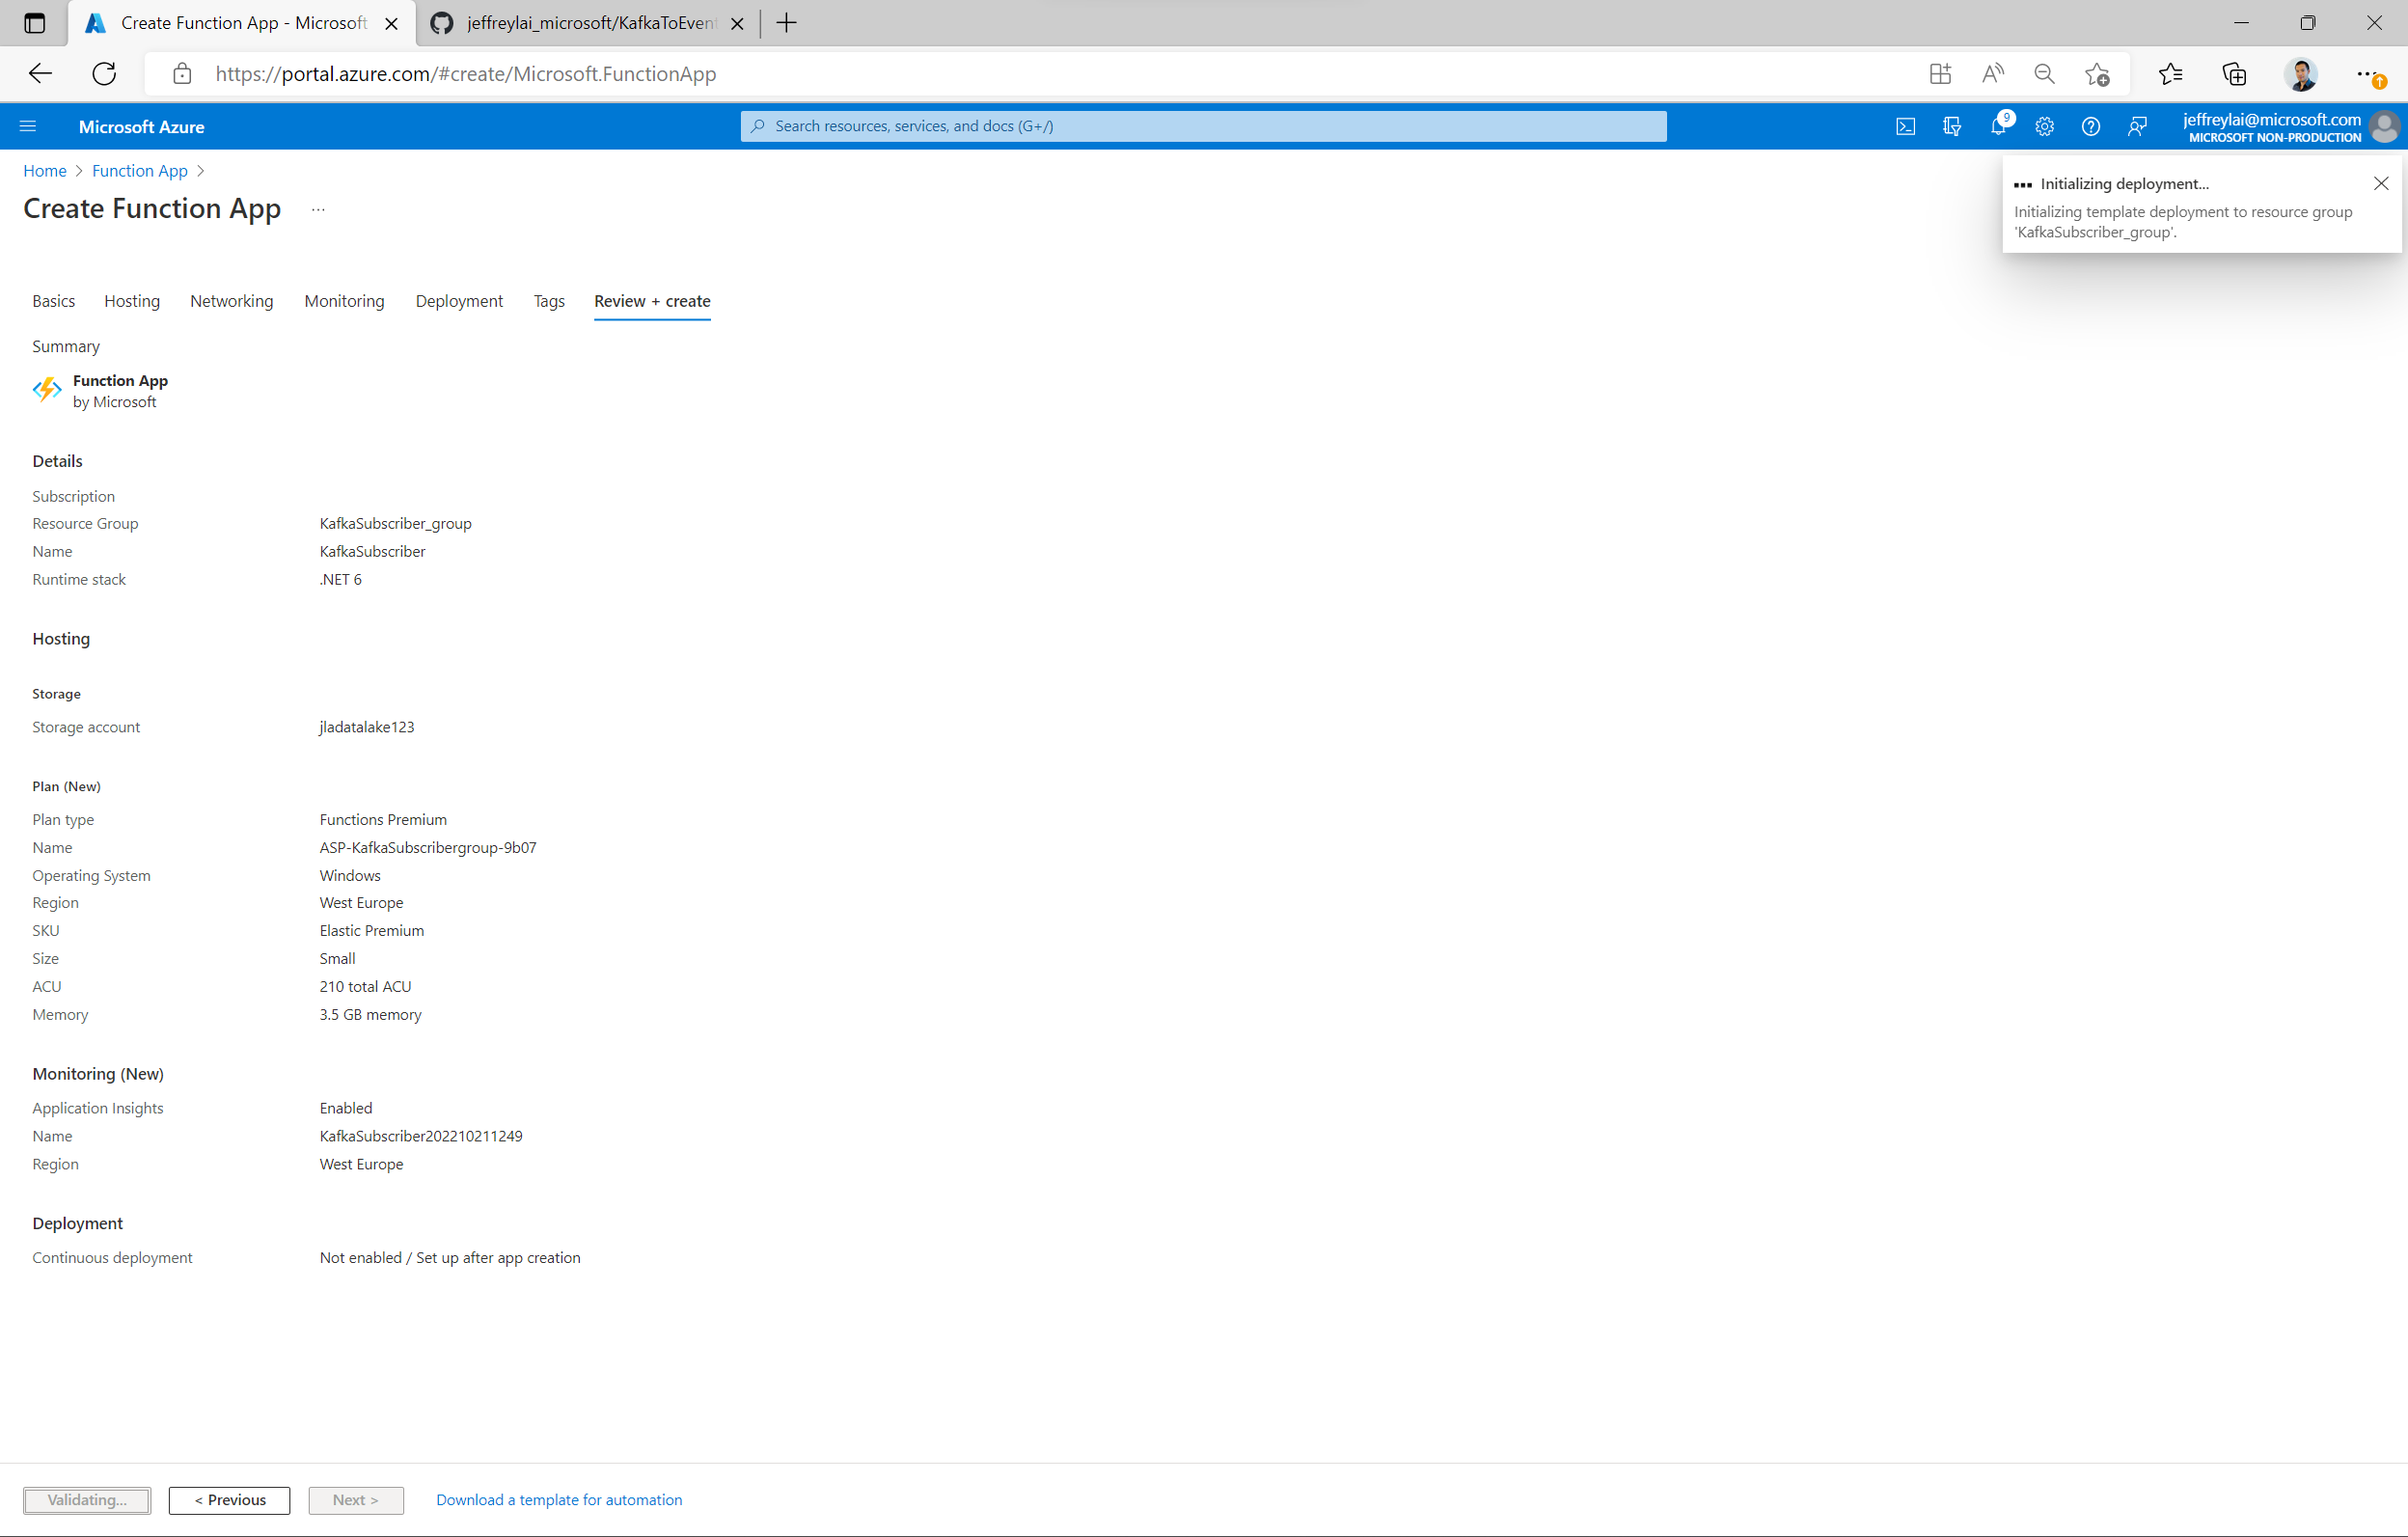 Create Function App - Microsoft
jeffreylai_microsoft/KafkaToEven
https://portal.azure.com/#create/Microsoft.FunctionApp
Microsoft Azure
Search resources, services, and docs (G+/)
9
jeffreylai@microsoft.com
MICROSOFT NON-PRODUCTION
Home > Function App >
Create Function App ...
Initializing deployment...
Initializing template deployment to resource group
'KafkaSubscriber_group'.
Basics Hosting Networking Monitoring Deployment Tags Review + create
Summary
Function App
by Microsoft
Details
Subscription
Resource Group KafkaSubscriber_group
Name KafkaSubscriber
Runtime stack .NET 6
Hosting
Storage
Storage account jladatalake123
Plan (New)
Plan type Functions Premium
Name ASP-KafkaSubscribergroup-9b07
Operating System Windows
Region West Europe
SKU Elastic Premium
Size Small
ACU 210 total ACU
Memory 3.5 GB memory
Monitoring (New)
Application Insights Enabled
Name KafkaSubscriber202210211249
Region West Europe
Deployment
Continuous deployment Not enabled / Set up after app creation
Validating... < Previous Next > Download a template for automation